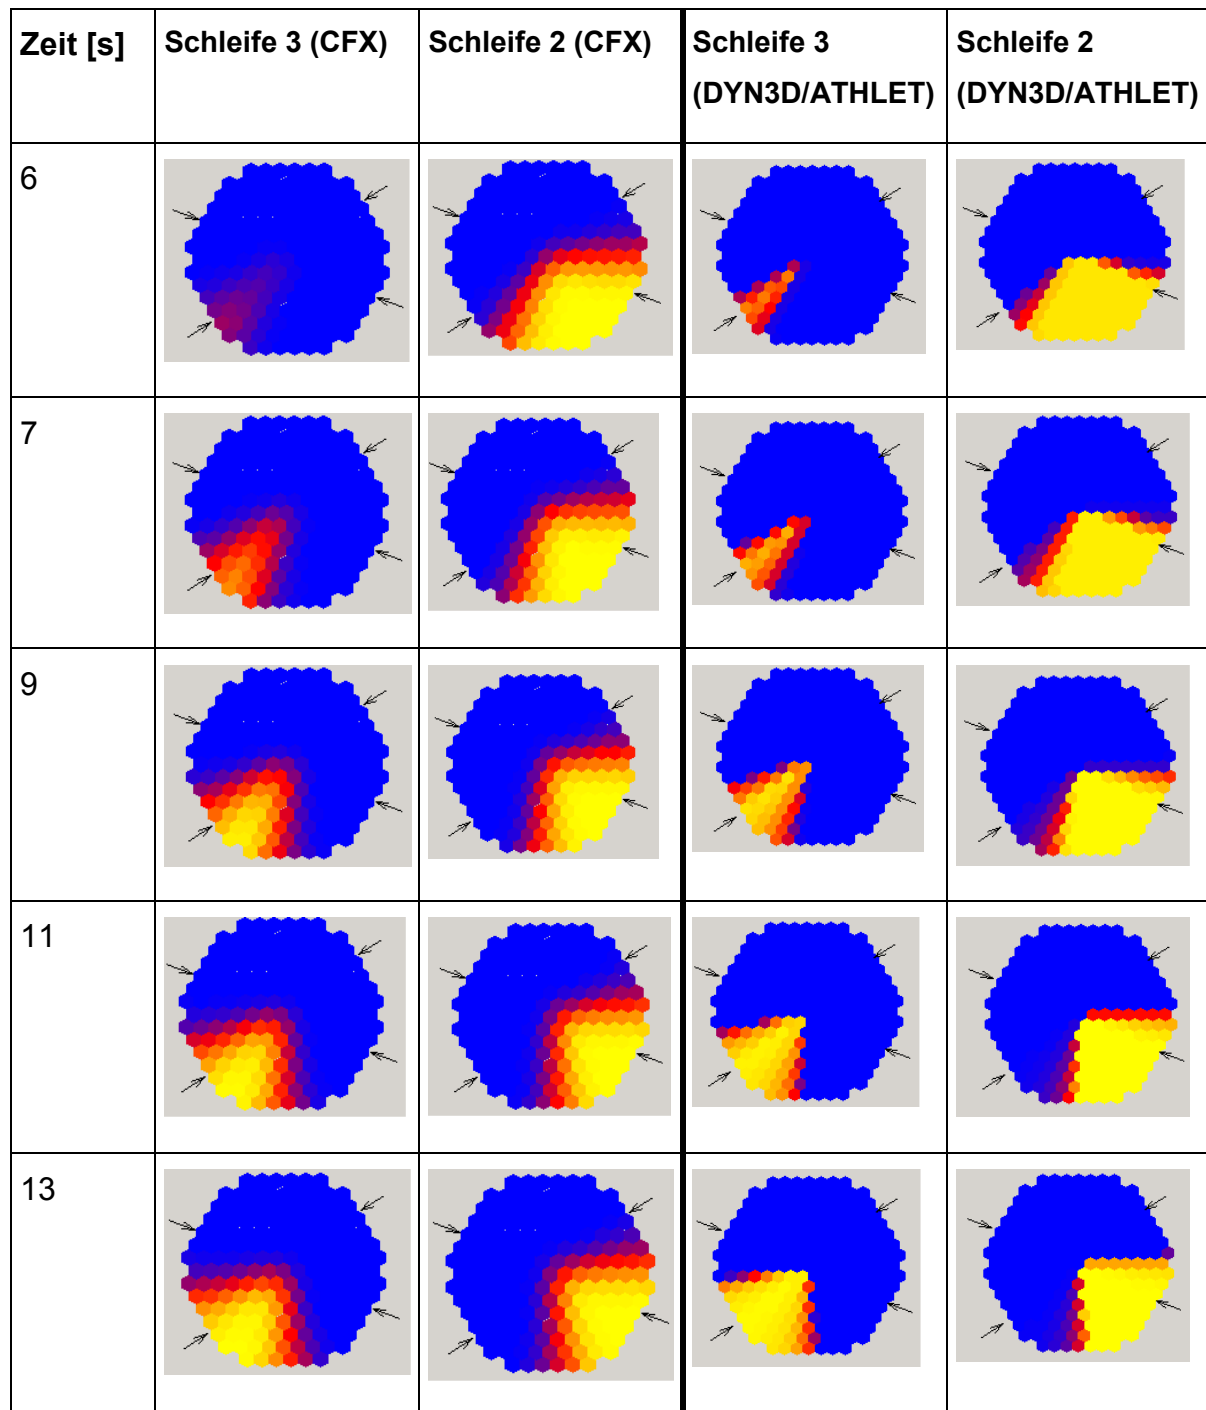 Zeit [s] Schleife 3 (CFX) Schleife 2 (CFX) Schleife 3 Schleife 2
(DYN3D/ATHLET) (DYN3D/ATHLET)
6
7
9
11
13